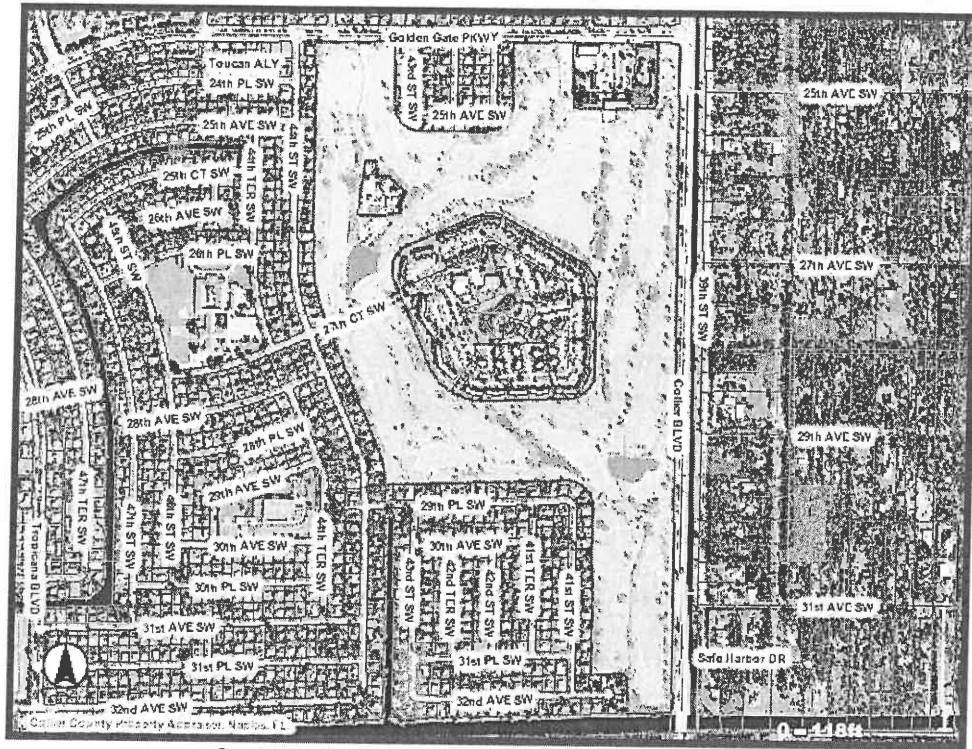 Golden Gate PKWY
Toucan ALY
24th PL SW
25th PL SW
43rd ST SW
25th AVE SW
25th AVE SW
25th AVE SW
44th ST SW
44th TER SW
25th CT SW
26th AVE SW
26th PL SW
27th AVE SW
39th ST SW
27th CT SW
28th AVE SW
28th AVE SW
28th PL SW
Collier BLVD
29th AVE SW
29th AVE SW
47th TER SW
47th ST SW
46th ST SW
29th PL SW
30th AVE SW
30th AVE SW
44th TER SW
43rd ST SW
42nd TER SW
42nd ST SW
41st TER SW
41st ST SW
Tropicana BLVD
30th PL SW
31st AVE SW
31st AVE SW
31st PL SW
31st PL SW
Safe Harbor DR
32nd AVE SW
32nd AVE SW
Collier County Property Appraiser, Naples, FL
0 - 118ft